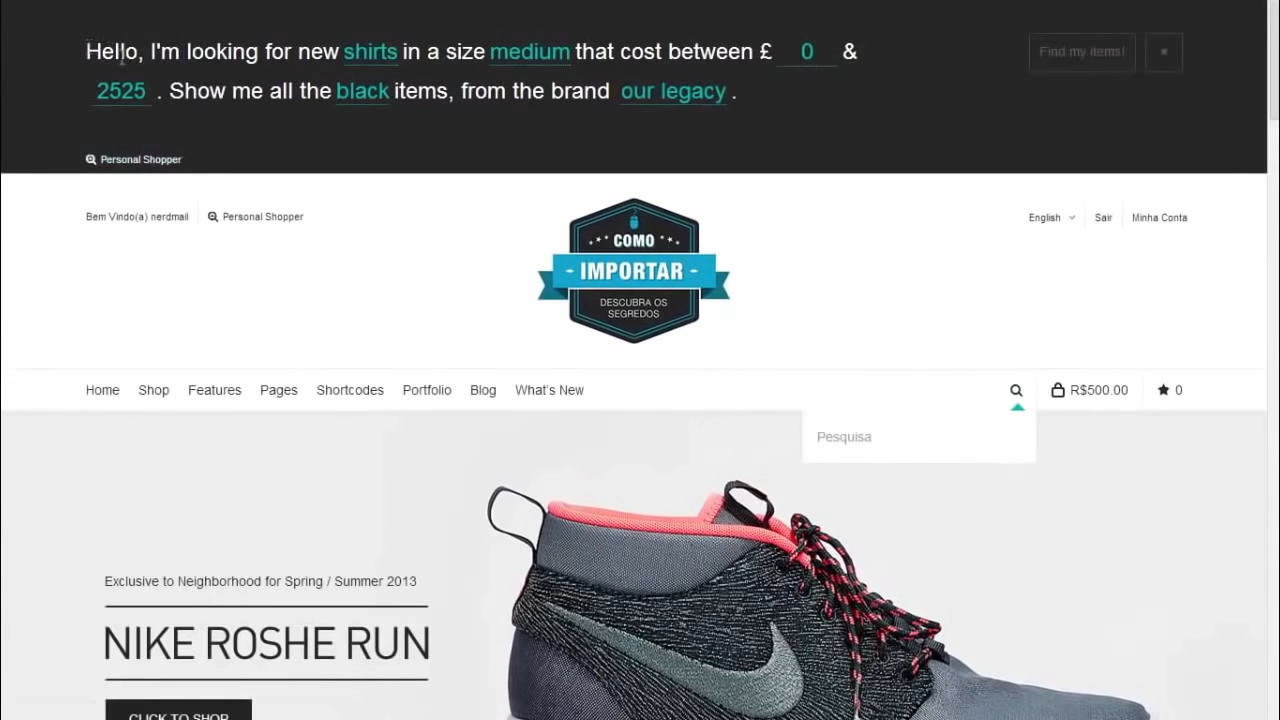 Hello, I'm looking for new shirts in a size medium that cost between £ 0 &
2525 . Show me all the black items, from the brand our legacy .
Find my items!
Personal Shopper
Bem Vindo(a) nerdmail
Personal Shopper
English
Sair
Minha Conta
COMO
IMPORTAR
DESCUBRA OS
SEGREDOS
Home Shop Features Pages Shortcodes Portfolio Blog What's New
R$500.00
0
Pesquisa
Exclusive to Neighborhood for Spring / Summer 2013
NIKE ROSHE RUN
CLICK TO SHOP